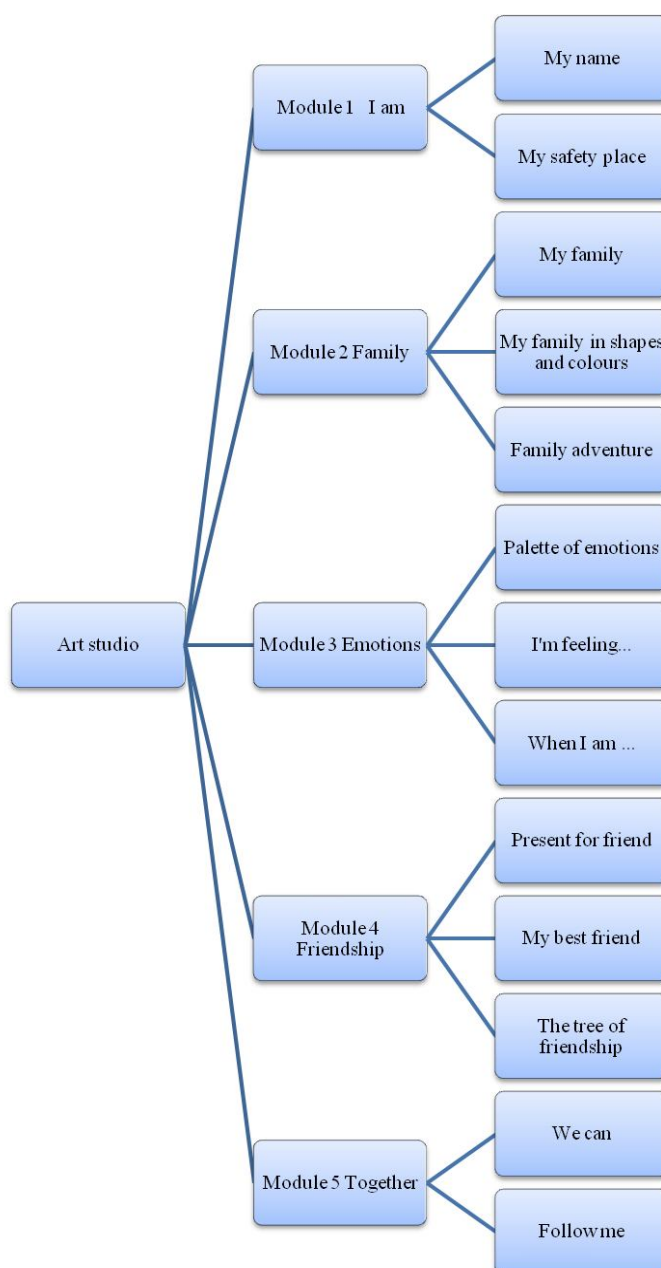 Art studio
Module 1 I am
My name
My safety place
Module 2 Family
My family
My family in shapes
and colours
Family adventure
Module 3 Emotions
Palette of emotions
I'm feeling...
When I am ...
Module 4
Friendship
Present for friend
My best friend
The tree of
friendship
Module 5 Together
We can
Follow me